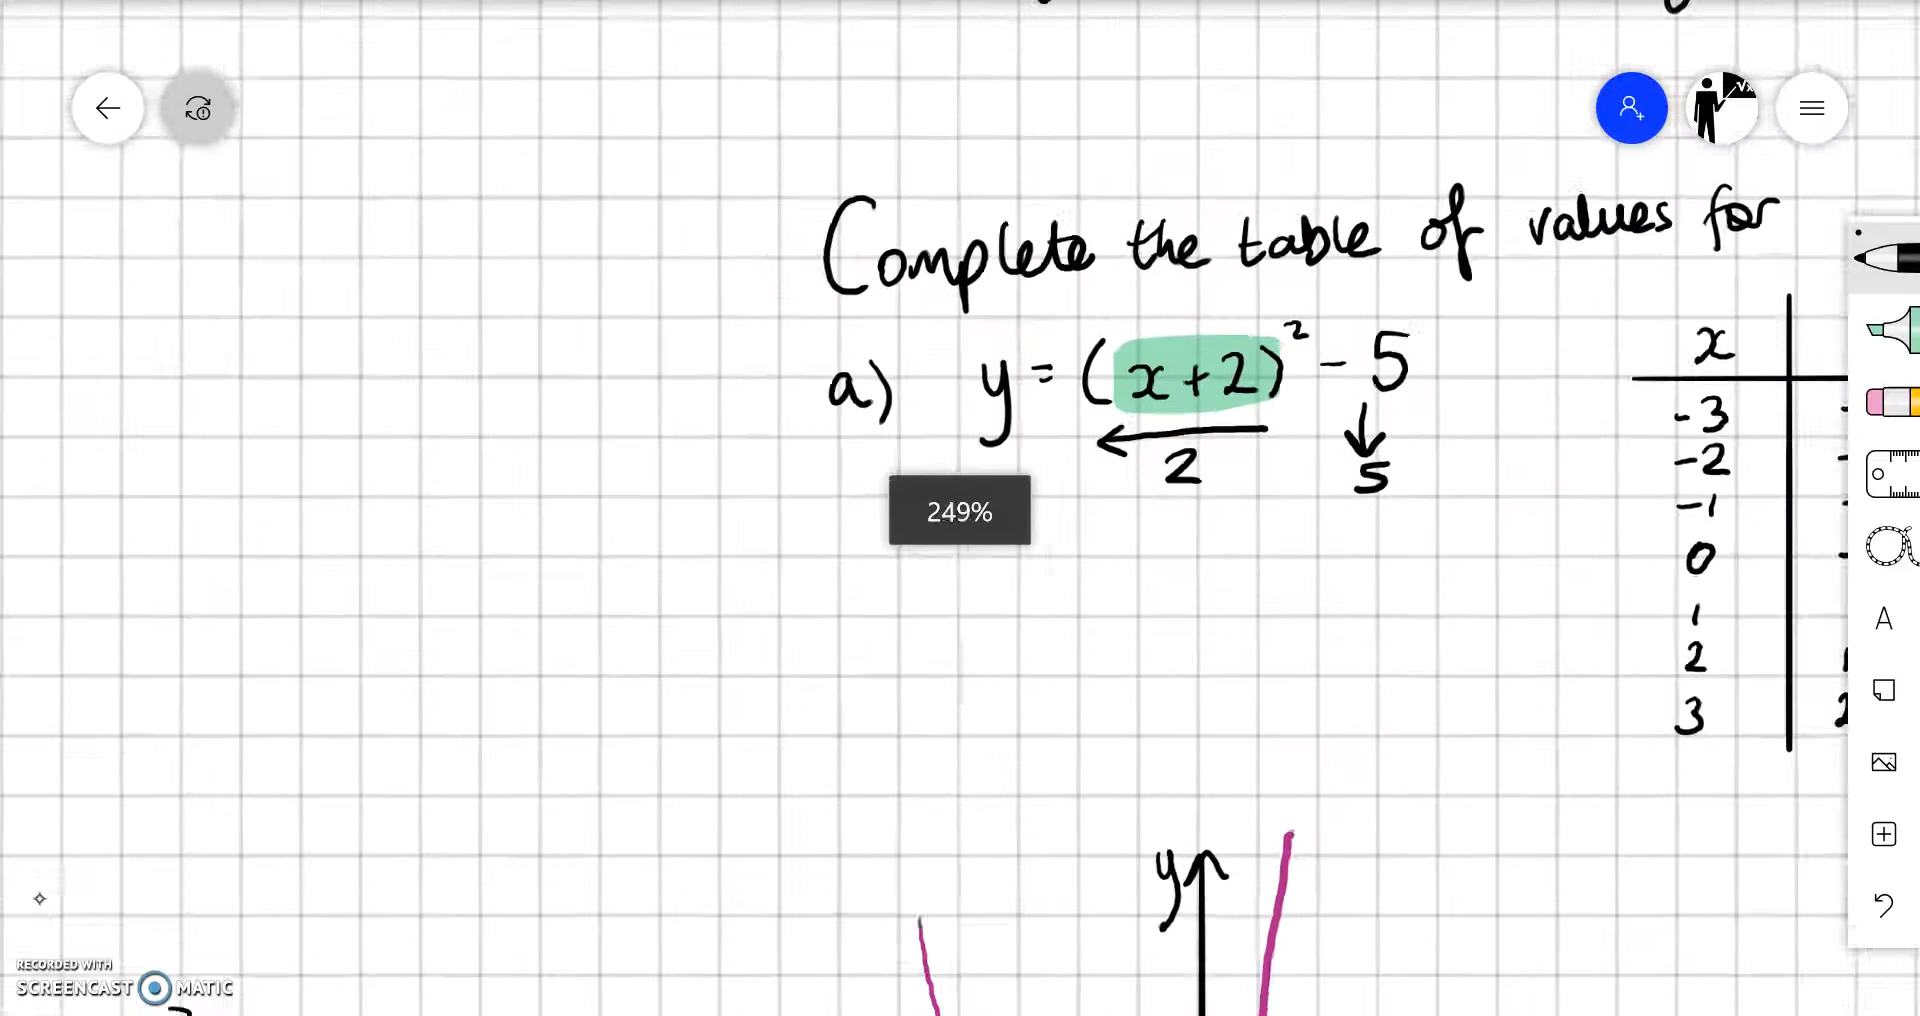 Complete the table of values for
a) y = (x+2)² - 5
2
5
249%
x
-3
-2
-1
0
1
2
3
y
A
RECORDED WITH
SCREENCAST MATIC